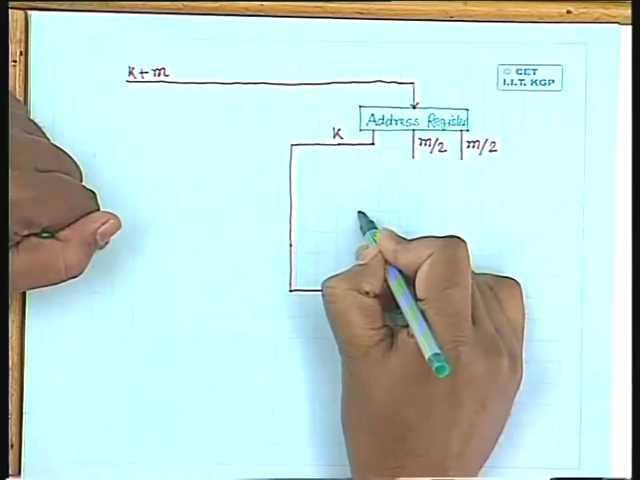 k+m
© CET
I.I.T. KGP
Address Register
k
m/2 m/2